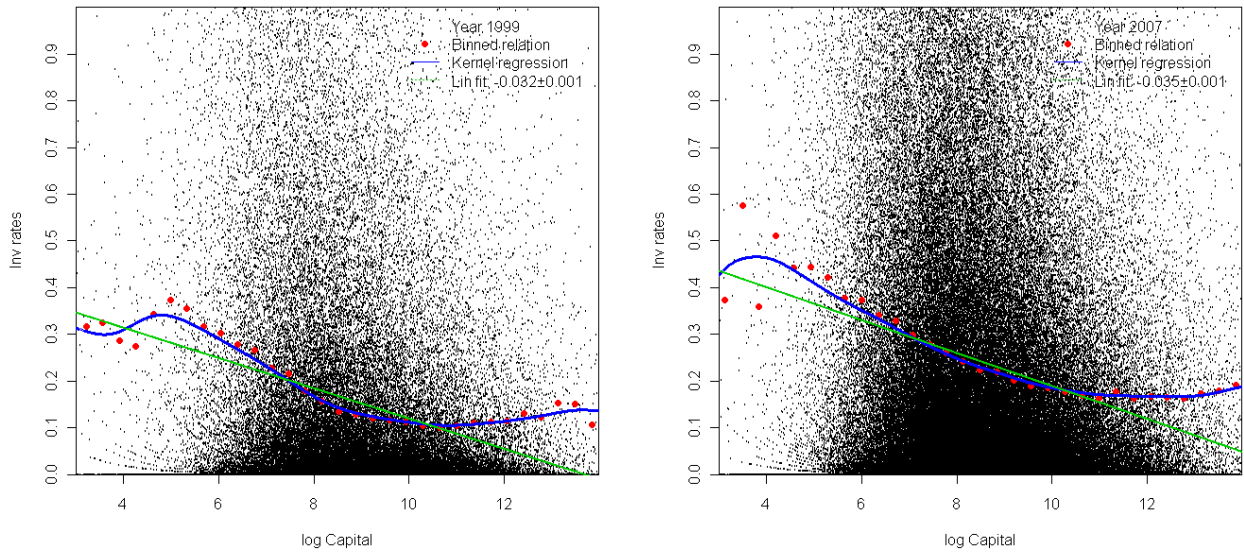 Year 1999
Binned relation
Kernel regression
Lin fit: -0.032±0.001
0.0 0.1 0.2 0.3 0.4 0.5 0.6 0.7 0.8 0.9
Inv rates
4 6 8 10 12
log Capital
Year 2007
Binned relation
Kernel regression
Lin fit: -0.035±0.001
0.0 0.1 0.2 0.3 0.4 0.5 0.6 0.7 0.8 0.9
Inv rates
4 6 8 10 12
log Capital